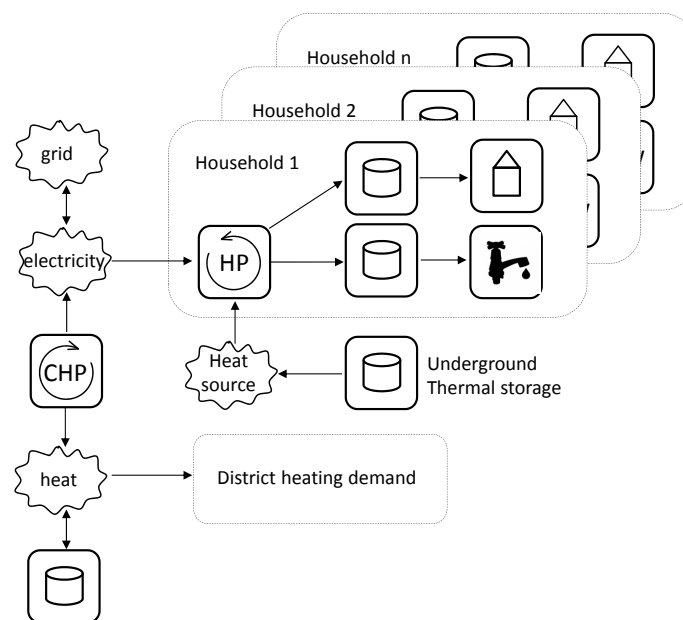 Household n
Household 2
Household 1
grid
electricity
HP
CHP
Heat
source
Underground
Thermal storage
heat
District heating demand